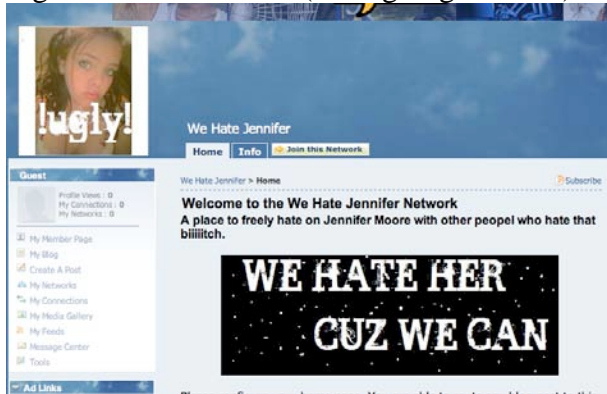 !ugly!
We Hate Jennifer
Home Info Join this Network
Guest
Profile Views : 0
My Connections : 0
My Networks : 0
My Member Page
My Blog
Create A Post
My Networks
My Connections
My Media Gallery
My Feeds
Message Center
Tools
Ad Links
We Hate Jennifer > Home Subscribe
Welcome to the We Hate Jennifer Network
A place to freely hate on Jennifer Moore with other peopel who hate that
biiiitch.
WE HATE HER
CUZ WE CAN